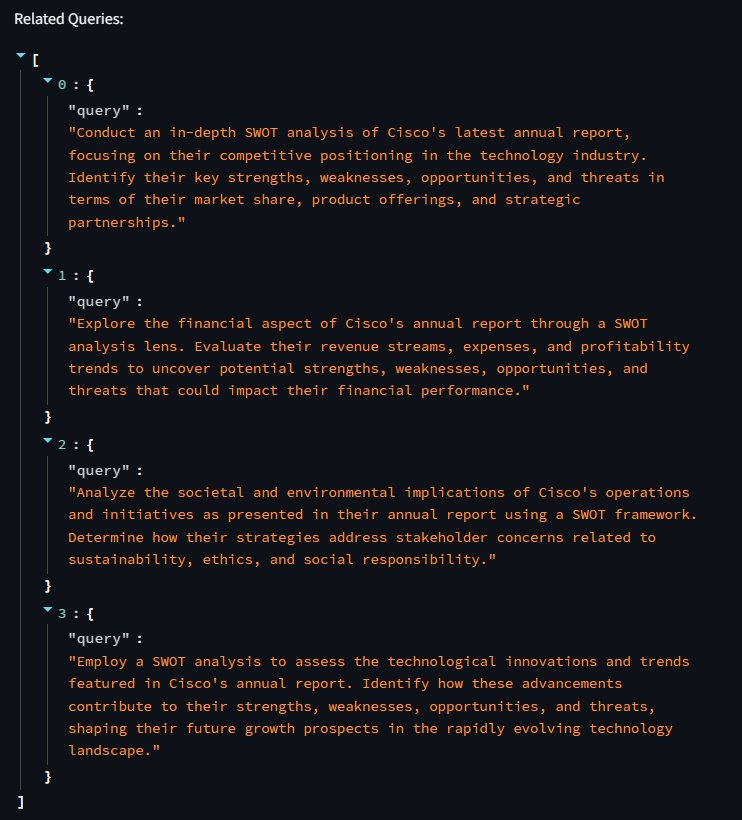 Related Queries:
[
0 : {
"query" :
"Conduct an in-depth SWOT analysis of Cisco's latest annual report,
focusing on their competitive positioning in the technology industry.
Identify their key strengths, weaknesses, opportunities, and threats in
terms of their market share, product offerings, and strategic
partnerships."
}
1 : {
"query" :
"Explore the financial aspect of Cisco's annual report through a SWOT
analysis lens. Evaluate their revenue streams, expenses, and profitability
trends to uncover potential strengths, weaknesses, opportunities, and
threats that could impact their financial performance."
}
2 : {
"query" :
"Analyze the societal and environmental implications of Cisco's operations
and initiatives as presented in their annual report using a SWOT framework.
Determine how their strategies address stakeholder concerns related to
sustainability, ethics, and social responsibility."
}
3 : {
"query" :
"Employ a SWOT analysis to assess the technological innovations and trends
featured in Cisco's annual report. Identify how these advancements
contribute to their strengths, weaknesses, opportunities, and threats,
shaping their future growth prospects in the rapidly evolving technology
landscape."
}
]